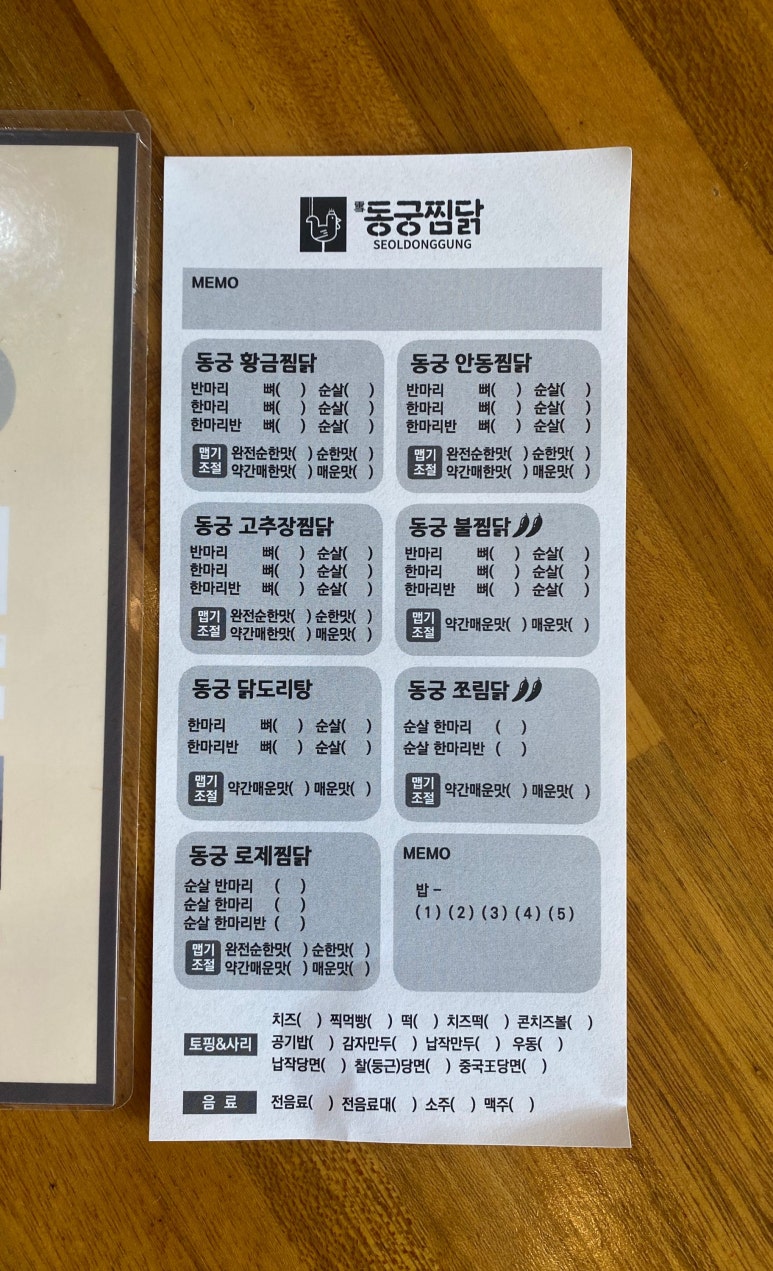 雪동궁찜닭
SEOLDONGGUNG
MEMO
동궁 황금찜닭
반마리 뼈( ) 순살( )
한마리 뼈( ) 순살( )
한마리반 뼈( ) 순살( )
맵기 조절 완전순한맛( ) 순한맛( )
약간매한맛( ) 매운맛( )
동궁 안동찜닭
반마리 뼈( ) 순살( )
한마리 뼈( ) 순살( )
한마리반 뼈( ) 순살( )
맵기 조절 완전순한맛( ) 순한맛( )
약간매한맛( ) 매운맛( )
동궁 고추장찜닭
반마리 뼈( ) 순살( )
한마리 뼈( ) 순살( )
한마리반 뼈( ) 순살( )
맵기 조절 완전순한맛( ) 순한맛( )
약간매한맛( ) 매운맛( )
동궁 불찜닭
반마리 뼈( ) 순살( )
한마리 뼈( ) 순살( )
한마리반 뼈( ) 순살( )
맵기 조절 약간매운맛( ) 매운맛( )
동궁 닭도리탕
한마리 뼈( ) 순살( )
한마리반 뼈( ) 순살( )
맵기 조절 약간매운맛( ) 매운맛( )
동궁 쪼림닭
순살 한마리 ( )
순살 한마리반 ( )
맵기 조절 약간매운맛( ) 매운맛( )
동궁 로제찜닭
순살 반마리 ( )
순살 한마리 ( )
순살 한마리반 ( )
맵기 조절 완전순한맛( ) 순한맛( )
약간매운맛( ) 매운맛( )
MEMO
밥 -
(1) (2) (3) (4) (5)
토핑&사리 치즈( ) 찍먹빵( ) 떡( ) 치즈떡( ) 콘치즈볼( )
공기밥( ) 감자만두( ) 납작만두( ) 우동( )
납작당면( ) 찰(둥근)당면( ) 중국王당면( )
음 료 전음료( ) 전음료대( ) 소주( ) 맥주( )